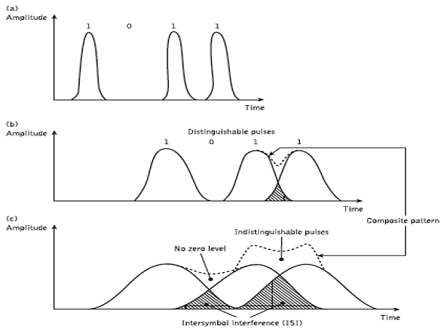 (a)
Amplitude
1 0 1 1
Time
(b)
Distinguishable pulses
Amplitude
1 0 1 1
Time
Composite pattern
(c)
Amplitude
Indistinguishable pulses
No zero level
Time
Intersymbol interference (ISI)